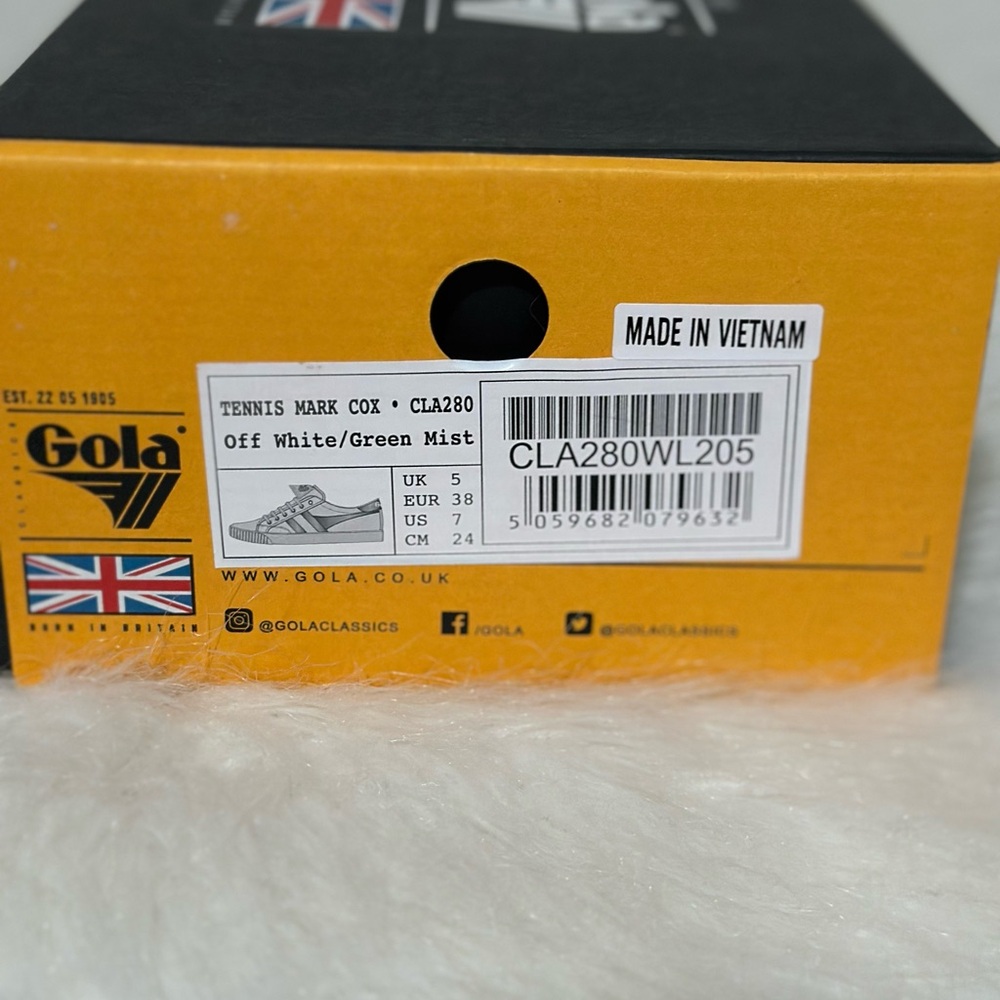 MADE IN VIETNAM
EST. 22 05 1905
Gola
CLASSICS
BORN IN BRITAIN
TENNIS MARK COX • CLA280
Off White/Green Mist
UK 5
EUR 38
US 7
CM 24
CLA280WL205
5 059682 079632
WWW.GOLA.CO.UK
@GOLACLASSICS
/GOLA
@GOLACLASSICS